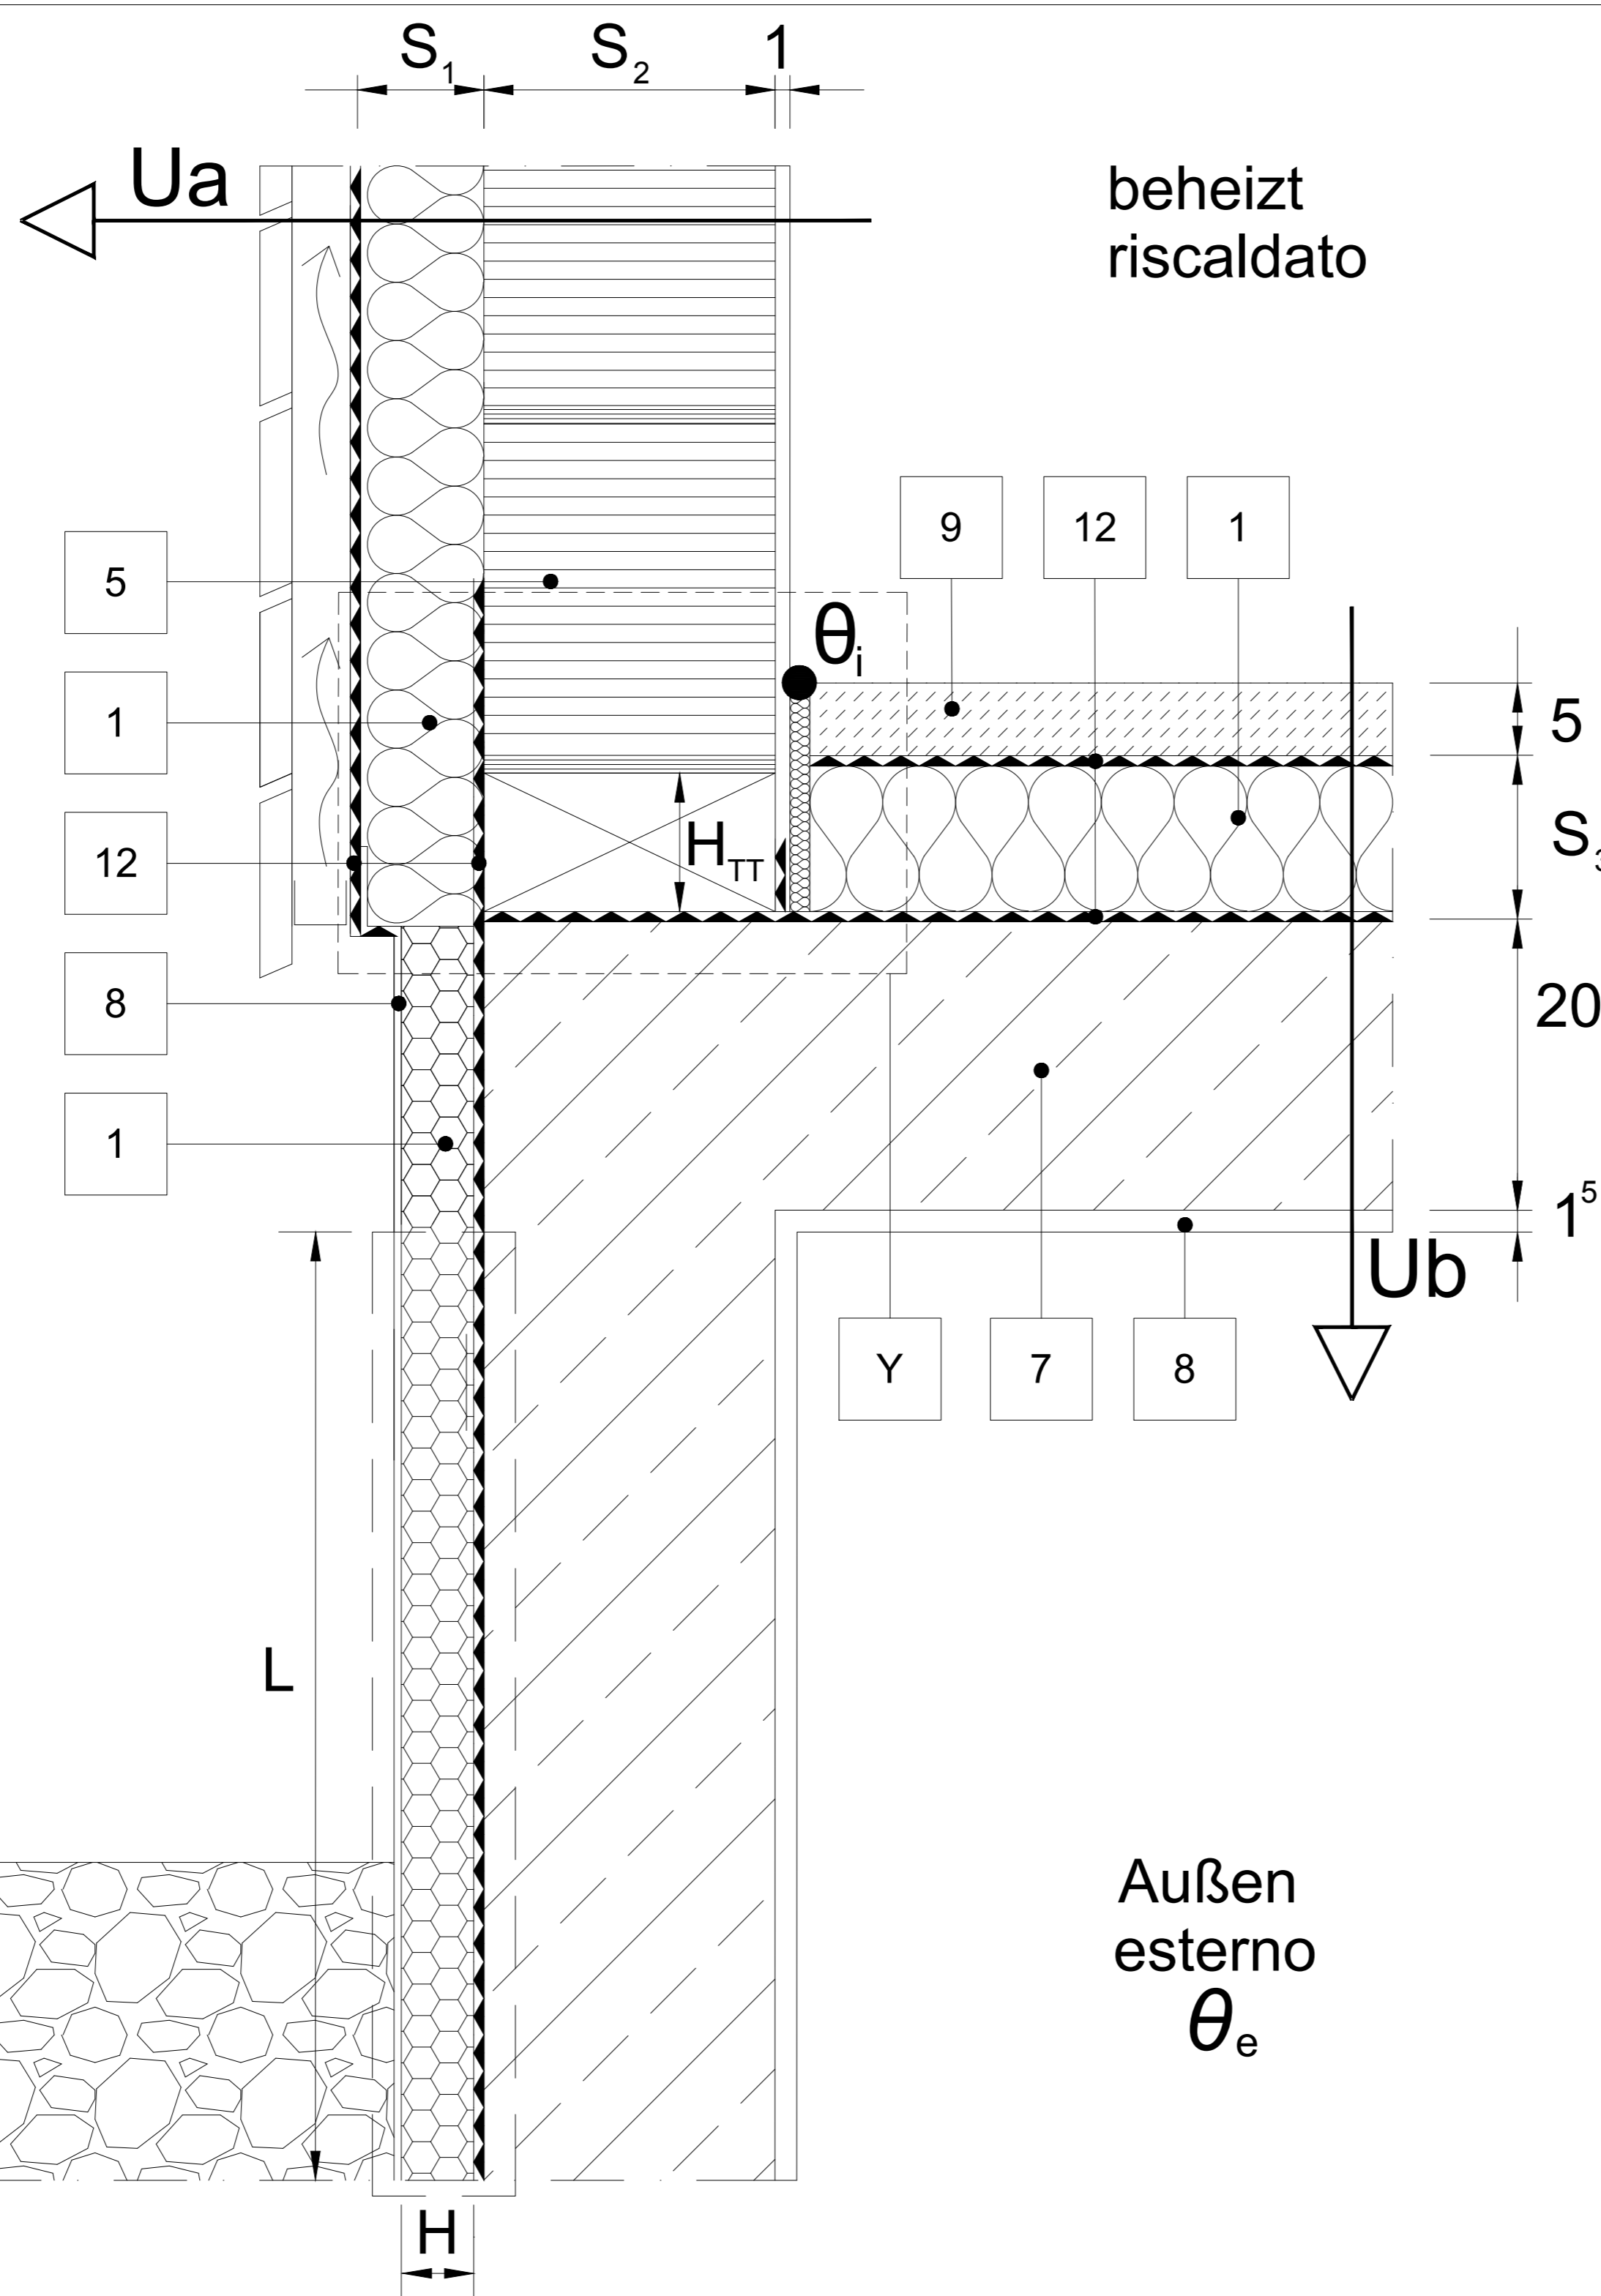 S₁ S₂ 1
Ua
beheizt
riscaldato
9 12 1
5
θᵢ
1
5
12
H_TT
S₃
8
20
1
1⁵
Ub
Y 7 8
L
Außen
esterno
θₑ
H